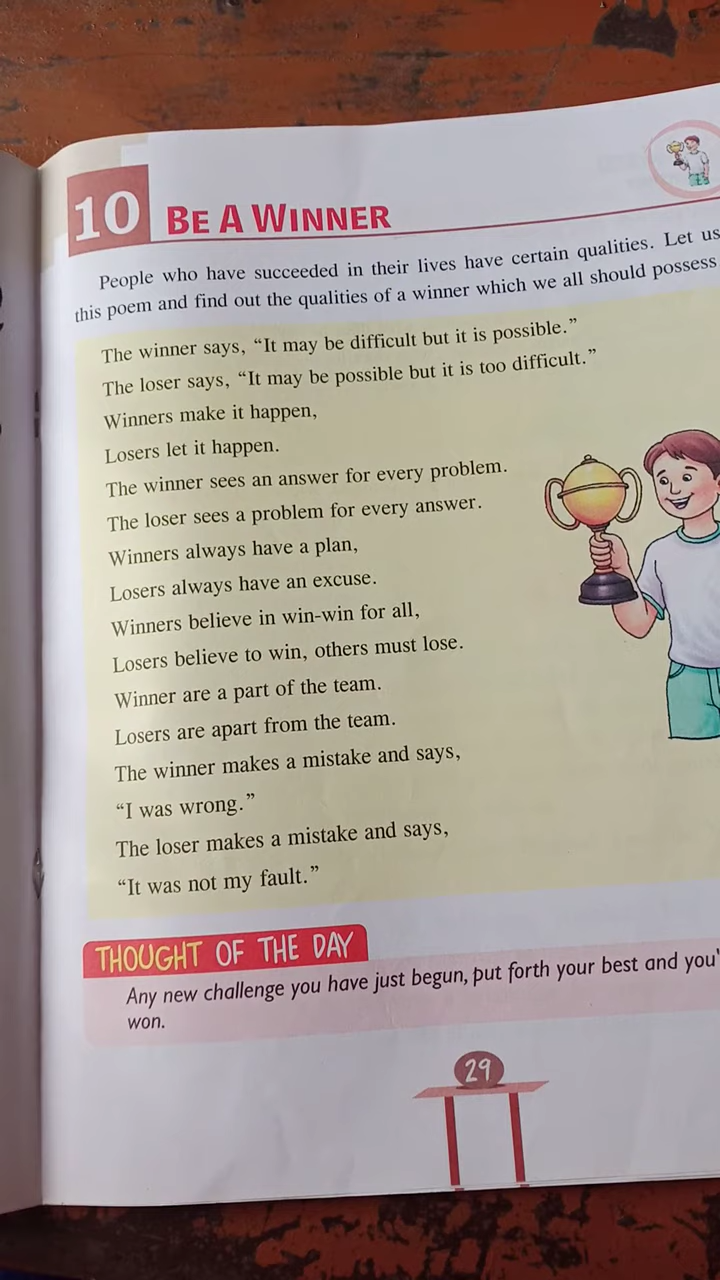 10 BE A WINNER
People who have succeeded in their lives have certain qualities. Let us
this poem and find out the qualities of a winner which we all should possess
The winner says, “It may be difficult but it is possible.”
The loser says, “It may be possible but it is too difficult.”
Winners make it happen,
Losers let it happen.
The winner sees an answer for every problem.
The loser sees a problem for every answer.
Winners always have a plan,
Losers always have an excuse.
Winners believe in win-win for all,
Losers believe to win, others must lose.
Winner are a part of the team.
Losers are apart from the team.
The winner makes a mistake and says,
“I was wrong.”
The loser makes a mistake and says,
“It was not my fault.”
THOUGHT OF THE DAY
Any new challenge you have just begun, put forth your best and you'
won.
29